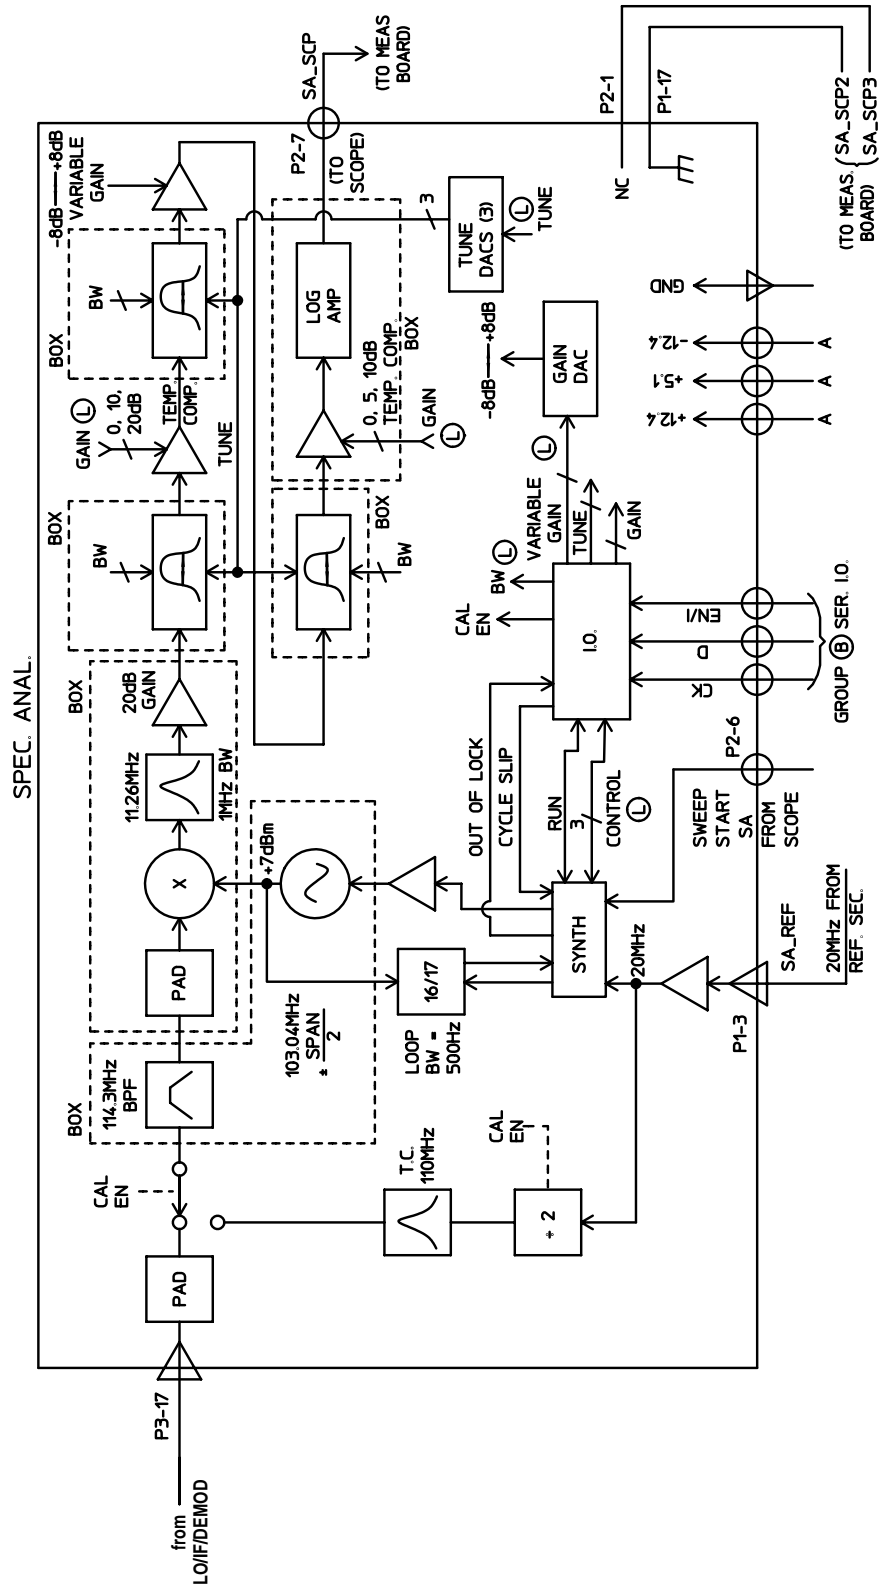 SPEC. ANAL.
from
LO/IF/DEMOD
P3-17
PAD
CAL
EN
BOX
114.3MHz
BPF
PAD
X
BOX
11.26MHz
1MHz BW
20dB
GAIN
BOX
BW
GAIN L
0, 10,
20dB
TEMP.
COMP.
TUNE
BOX
BW
-8dB +8dB
VARIABLE
GAIN
+7dBm
103.04MHz
± SPAN
2
BOX
BW
0, 5, 10dB
TEMP. COMP.
GAIN
L
BOX
LOG
AMP
P2-7
(TO
SCOPE)
SA_SCP
(TO MEAS
BOARD)
3
TUNE
DACS (3)
L
TUNE
T.C.
110MHz
÷ 2
CAL
EN
LOOP
BW =
500Hz
16/17
SYNTH
20MHz
OUT OF LOCK
CYCLE SLIP
RUN
3
CONTROL
L
I.O.
CAL
EN
BW L
VARIABLE
GAIN
L
TUNE
GAIN
GAIN
DAC
-8dB +8dB
P1-3
SA_REF
20MHz FROM
REF. SEC.
SWEEP
START
SA
FROM
SCOPE
P2-6
CK
D
EN/I
GROUP B SER. I.O.
+12.4
+5.1
-12.4
GND
A
A
A
NC
P2-1
P1-17
(TO MEAS.
BOARD)
SA_SCP2
SA_SCP3